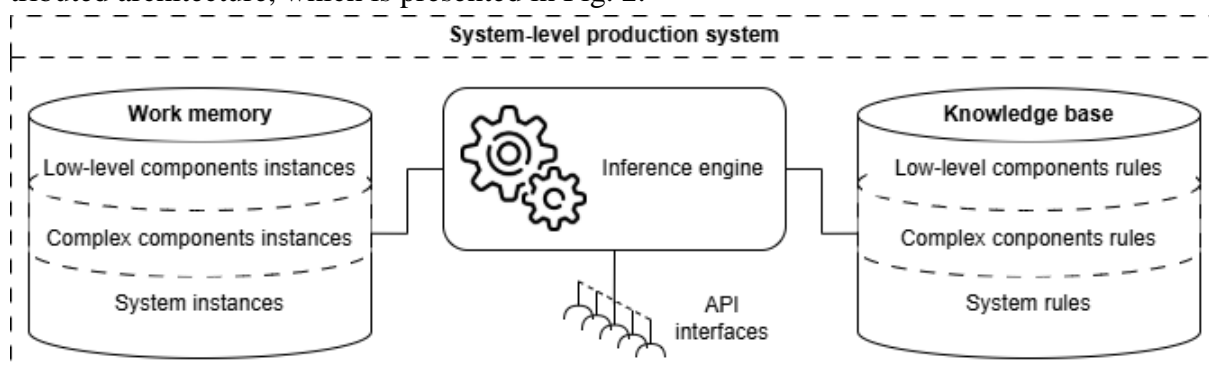 tributed architecture, which is presented in Fig. 2.
System-level production system
Work memory
Low-level components instances
Complex components instances
System instances
Inference engine
API
interfaces
Knowledge base
Low-level components rules
Complex conponents rules
System rules